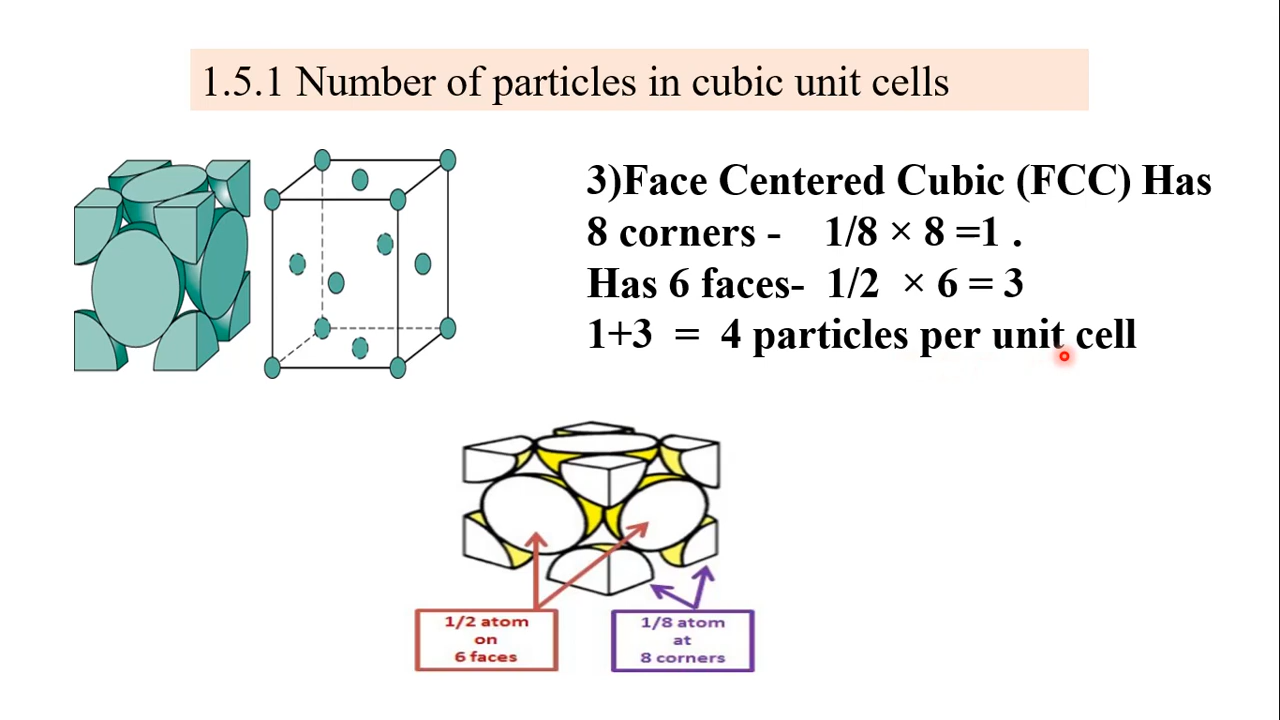 1.5.1 Number of particles in cubic unit cells
3)Face Centered Cubic (FCC) Has
8 corners - 1/8 × 8 =1 .
Has 6 faces- 1/2 × 6 = 3
1+3 = 4 particles per unit cell
1/2 atom
on
6 faces
1/8 atom
at
8 corners